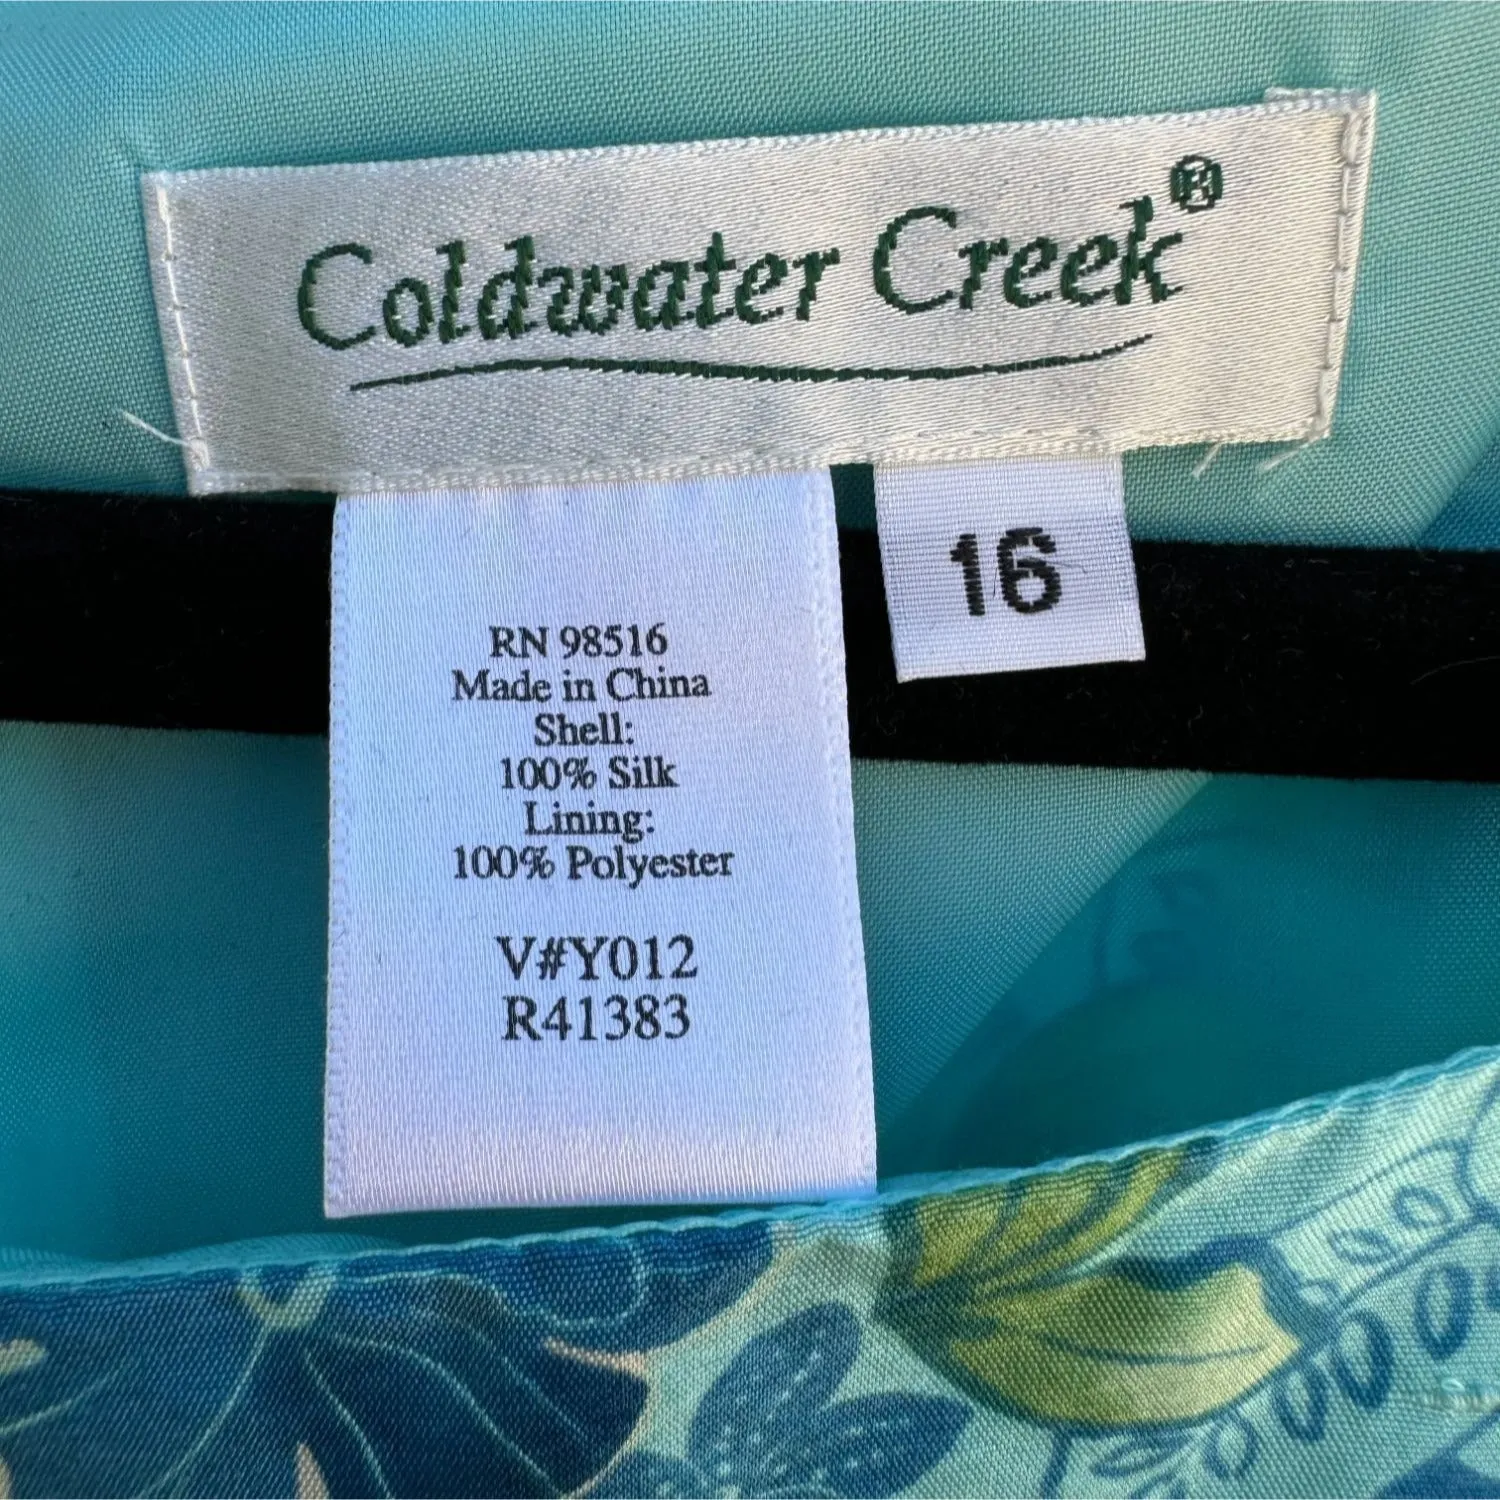 Coldwater Creek®
16
RN 98516
Made in China
Shell:
100% Silk
Lining:
100% Polyester
V#Y012
R41383